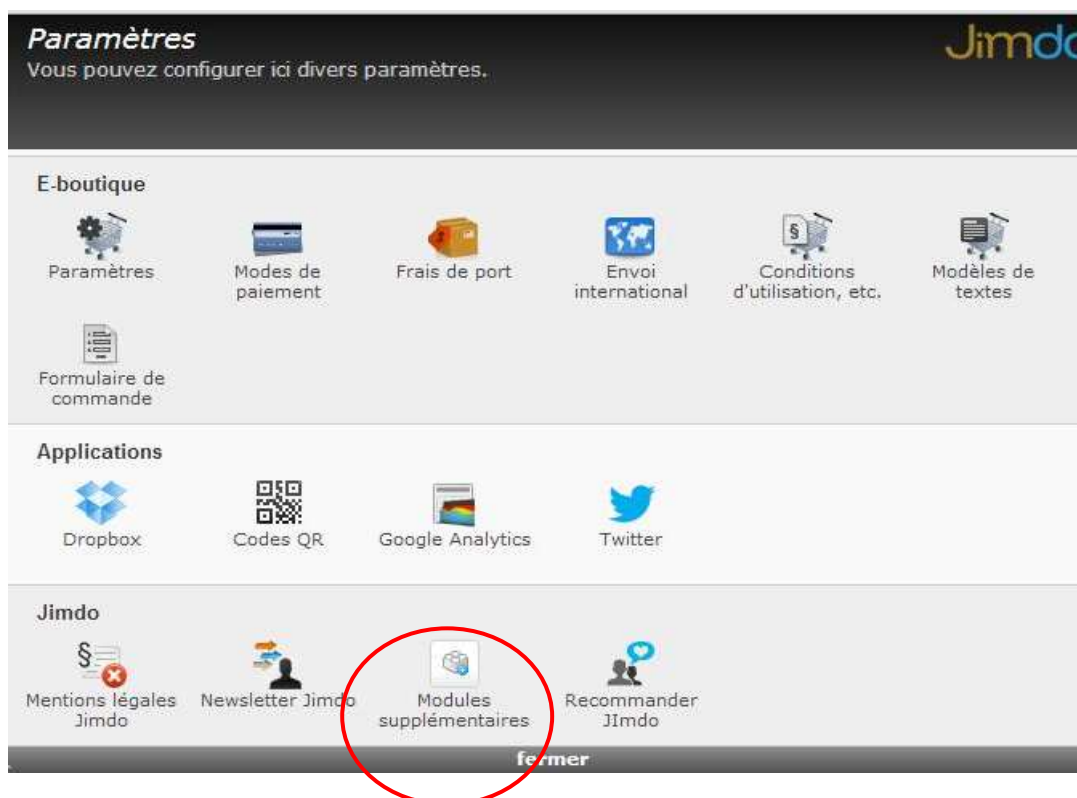 Paramètres
Jimdo
Vous pouvez configurer ici divers paramètres.
E-boutique
Paramètres
Modes de
paiement
Frais de port
Envoi
international
Conditions
d'utilisation, etc.
Modèles de
textes
Formulaire de
commande
Applications
Dropbox
Codes QR
Google Analytics
Twitter
Jimdo
§
Mentions légales
Jimdo
Newsletter Jimdo
Modules
supplémentaires
Recommander
JImdo
fermer